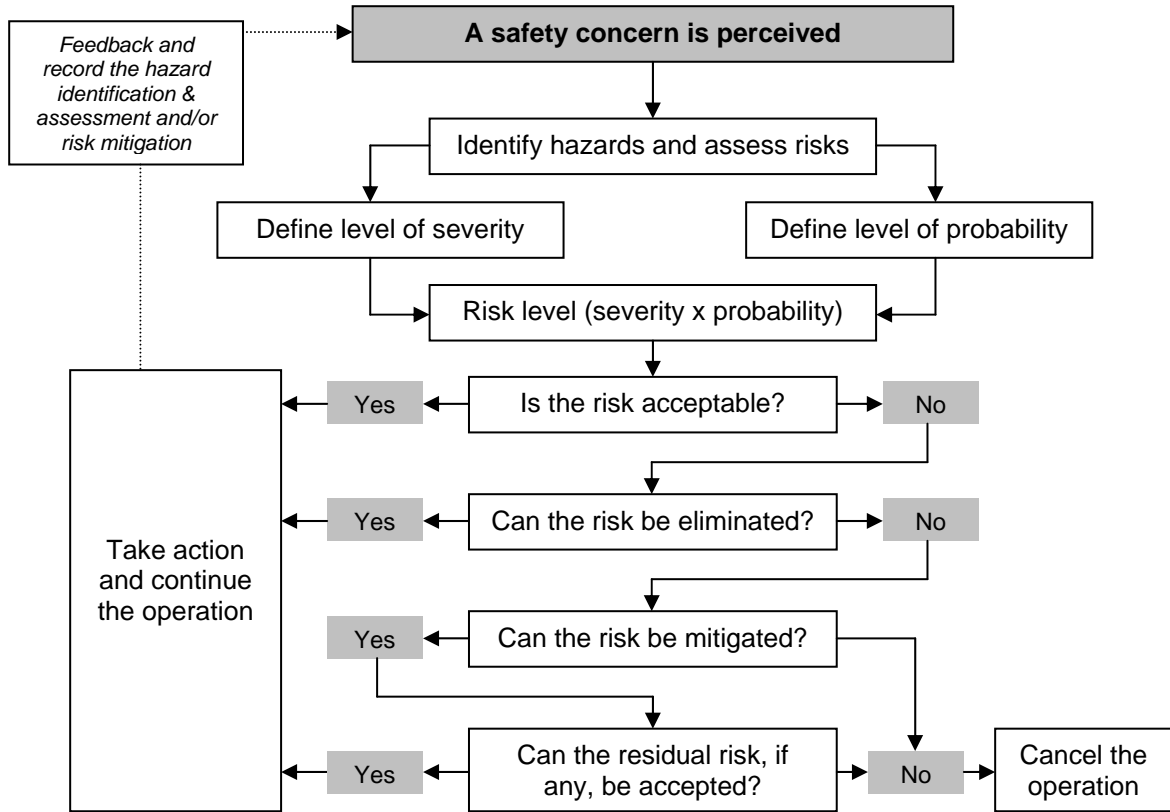 A safety concern is perceived
Feedback and
record the hazard
identification &
assessment and/or
risk mitigation
Identify hazards and assess risks
Define level of severity
Define level of probability
Risk level (severity x probability)
Yes
Is the risk acceptable?
No
Yes
Can the risk be eliminated?
No
Take action
and continue
the operation
Yes
Can the risk be mitigated?
Yes
Can the residual risk, if
any, be accepted?
No
Cancel the
operation